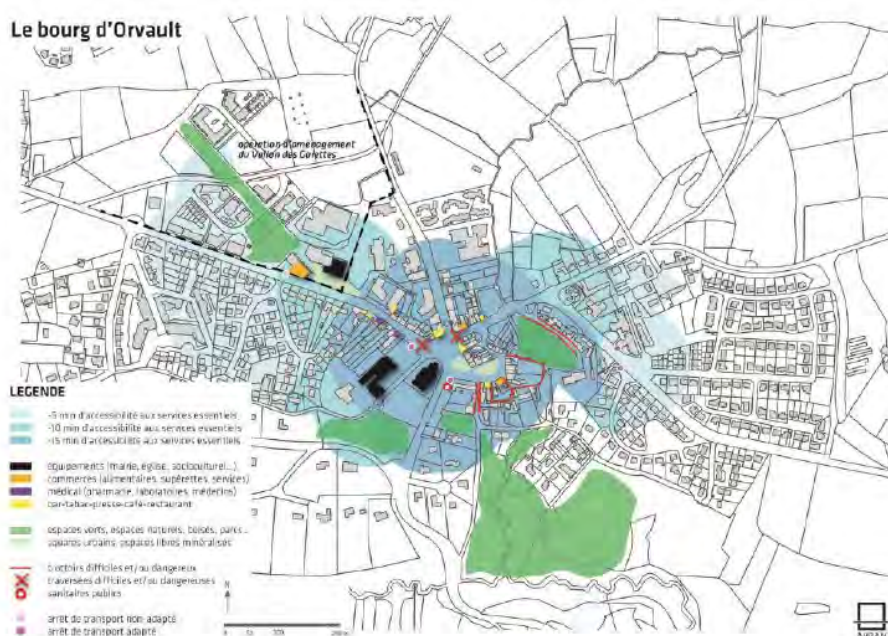 Le bourg d'Orvault
opération d'aménagement
du Vallon des Garettes
LEGENDE
-5 min d'accessibilité aux services essentiels
-10 min d'accessibilité aux services essentiels
-15 min d'accessibilité aux services essentiels
équipements (mairie, église, socioculturel...)
commerces (alimentaires, supérettes, services)
médical (pharmacie, laboratoires, médecins)
bar-tabac-presse-café-restaurant
espaces verts, espaces naturels, boisés, parcs...
squares urbains, espaces libres minéralisés
trottoirs difficiles et/ou dangereux
traversées difficiles et/ou dangereuses
sanitaires publics
N
arrêt de transport non-adapté
arrêt de transport adapté
0